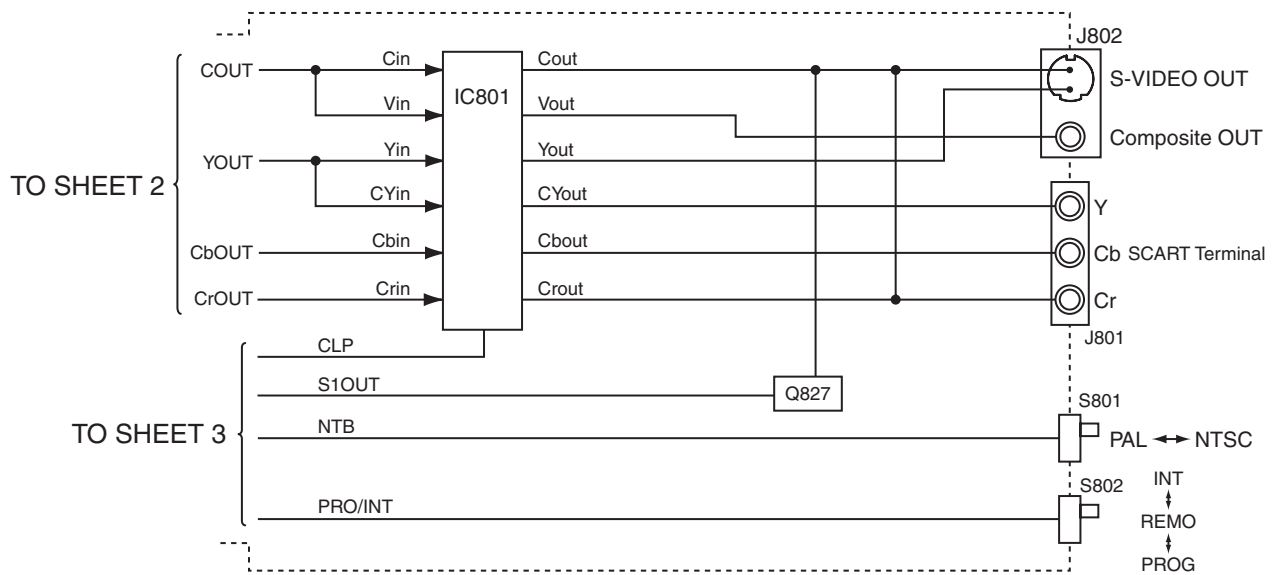 J802
COUT
Cin
IC801
Cout
S-VIDEO OUT
Vin
Vout
Composite OUT
TO SHEET 2
YOUT
Yin
Yout
CYin
CYout
Y
CbOUT
Cbin
Cbout
Cb SCART Terminal
CrOUT
Crin
Crout
Cr
J801
CLP
S1OUT
Q827
TO SHEET 3
NTB
S801
PAL NTSC
PRO/INT
S802
INT
REMO
PROG